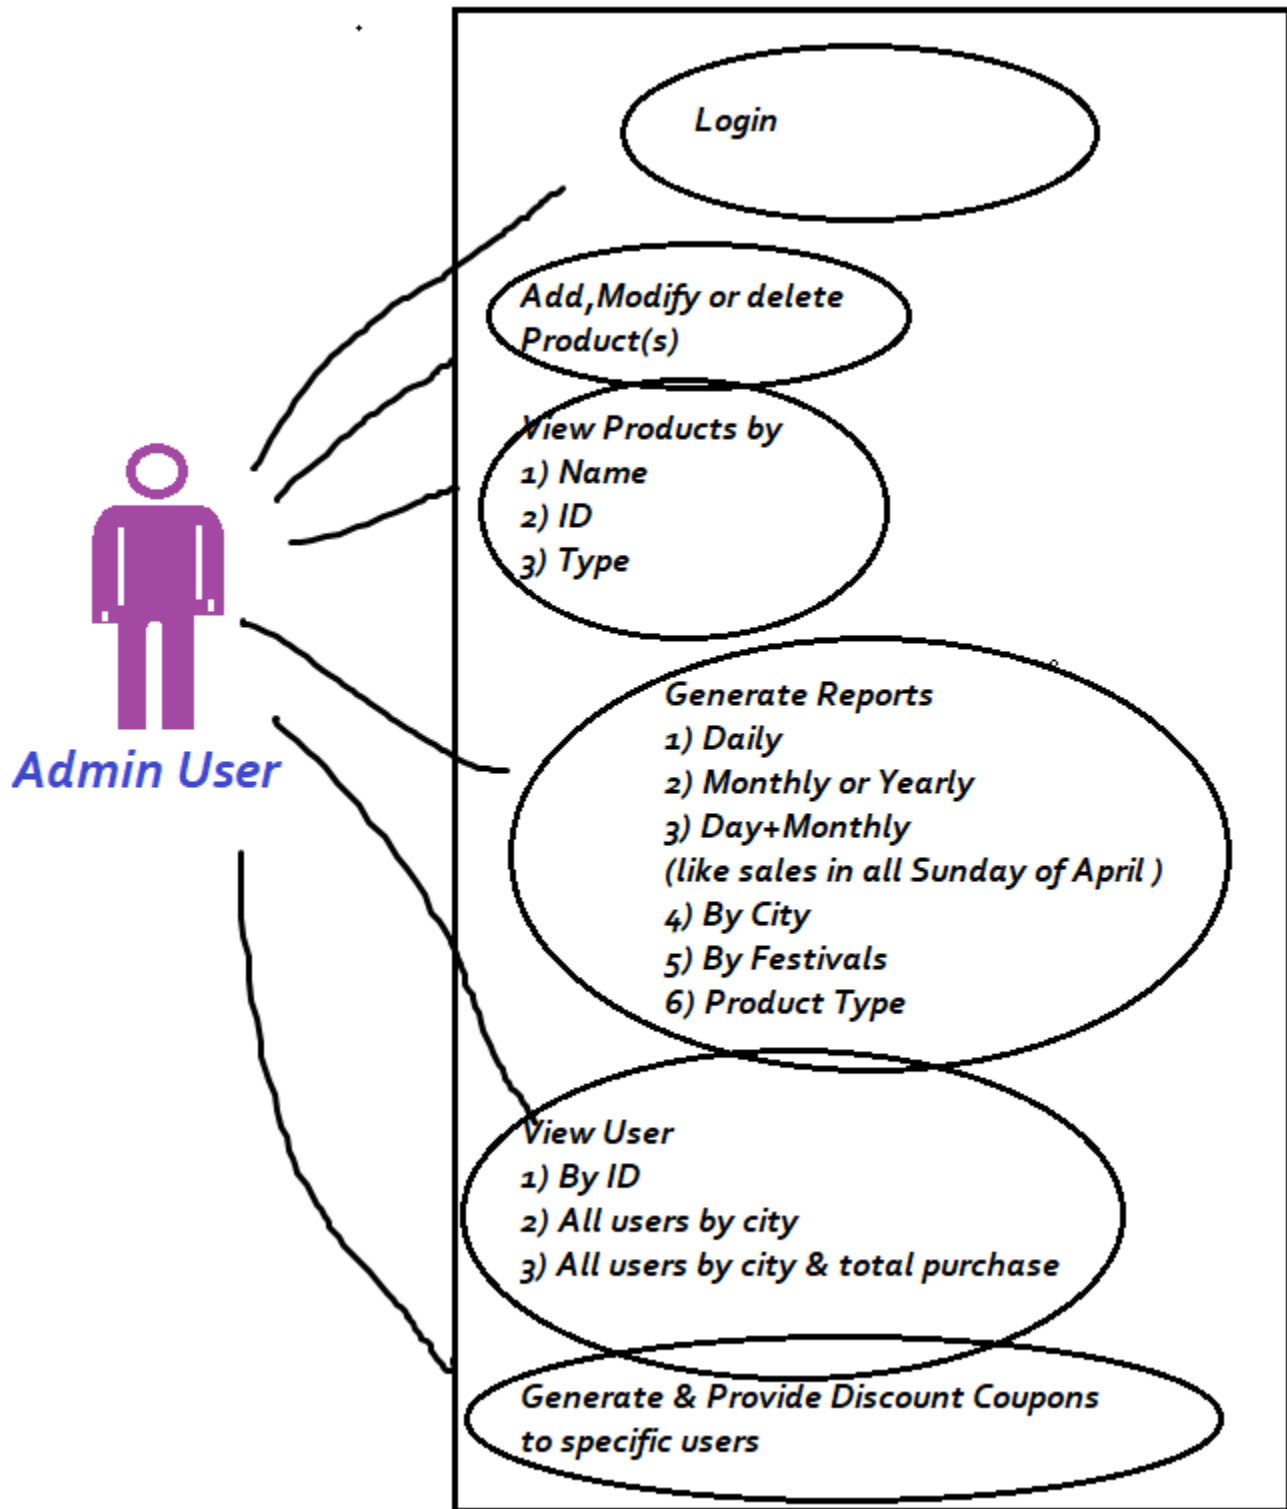 Login
Add,Modify or delete
Product(s)
View Products by
1) Name
2) ID
3) Type
Admin User
Generate Reports
1) Daily
2) Monthly or Yearly
3) Day+Monthly
(like sales in all Sunday of April )
4) By City
5) By Festivals
6) Product Type
View User
1) By ID
2) All users by city
3) All users by city & total purchase
Generate & Provide Discount Coupons
to specific users